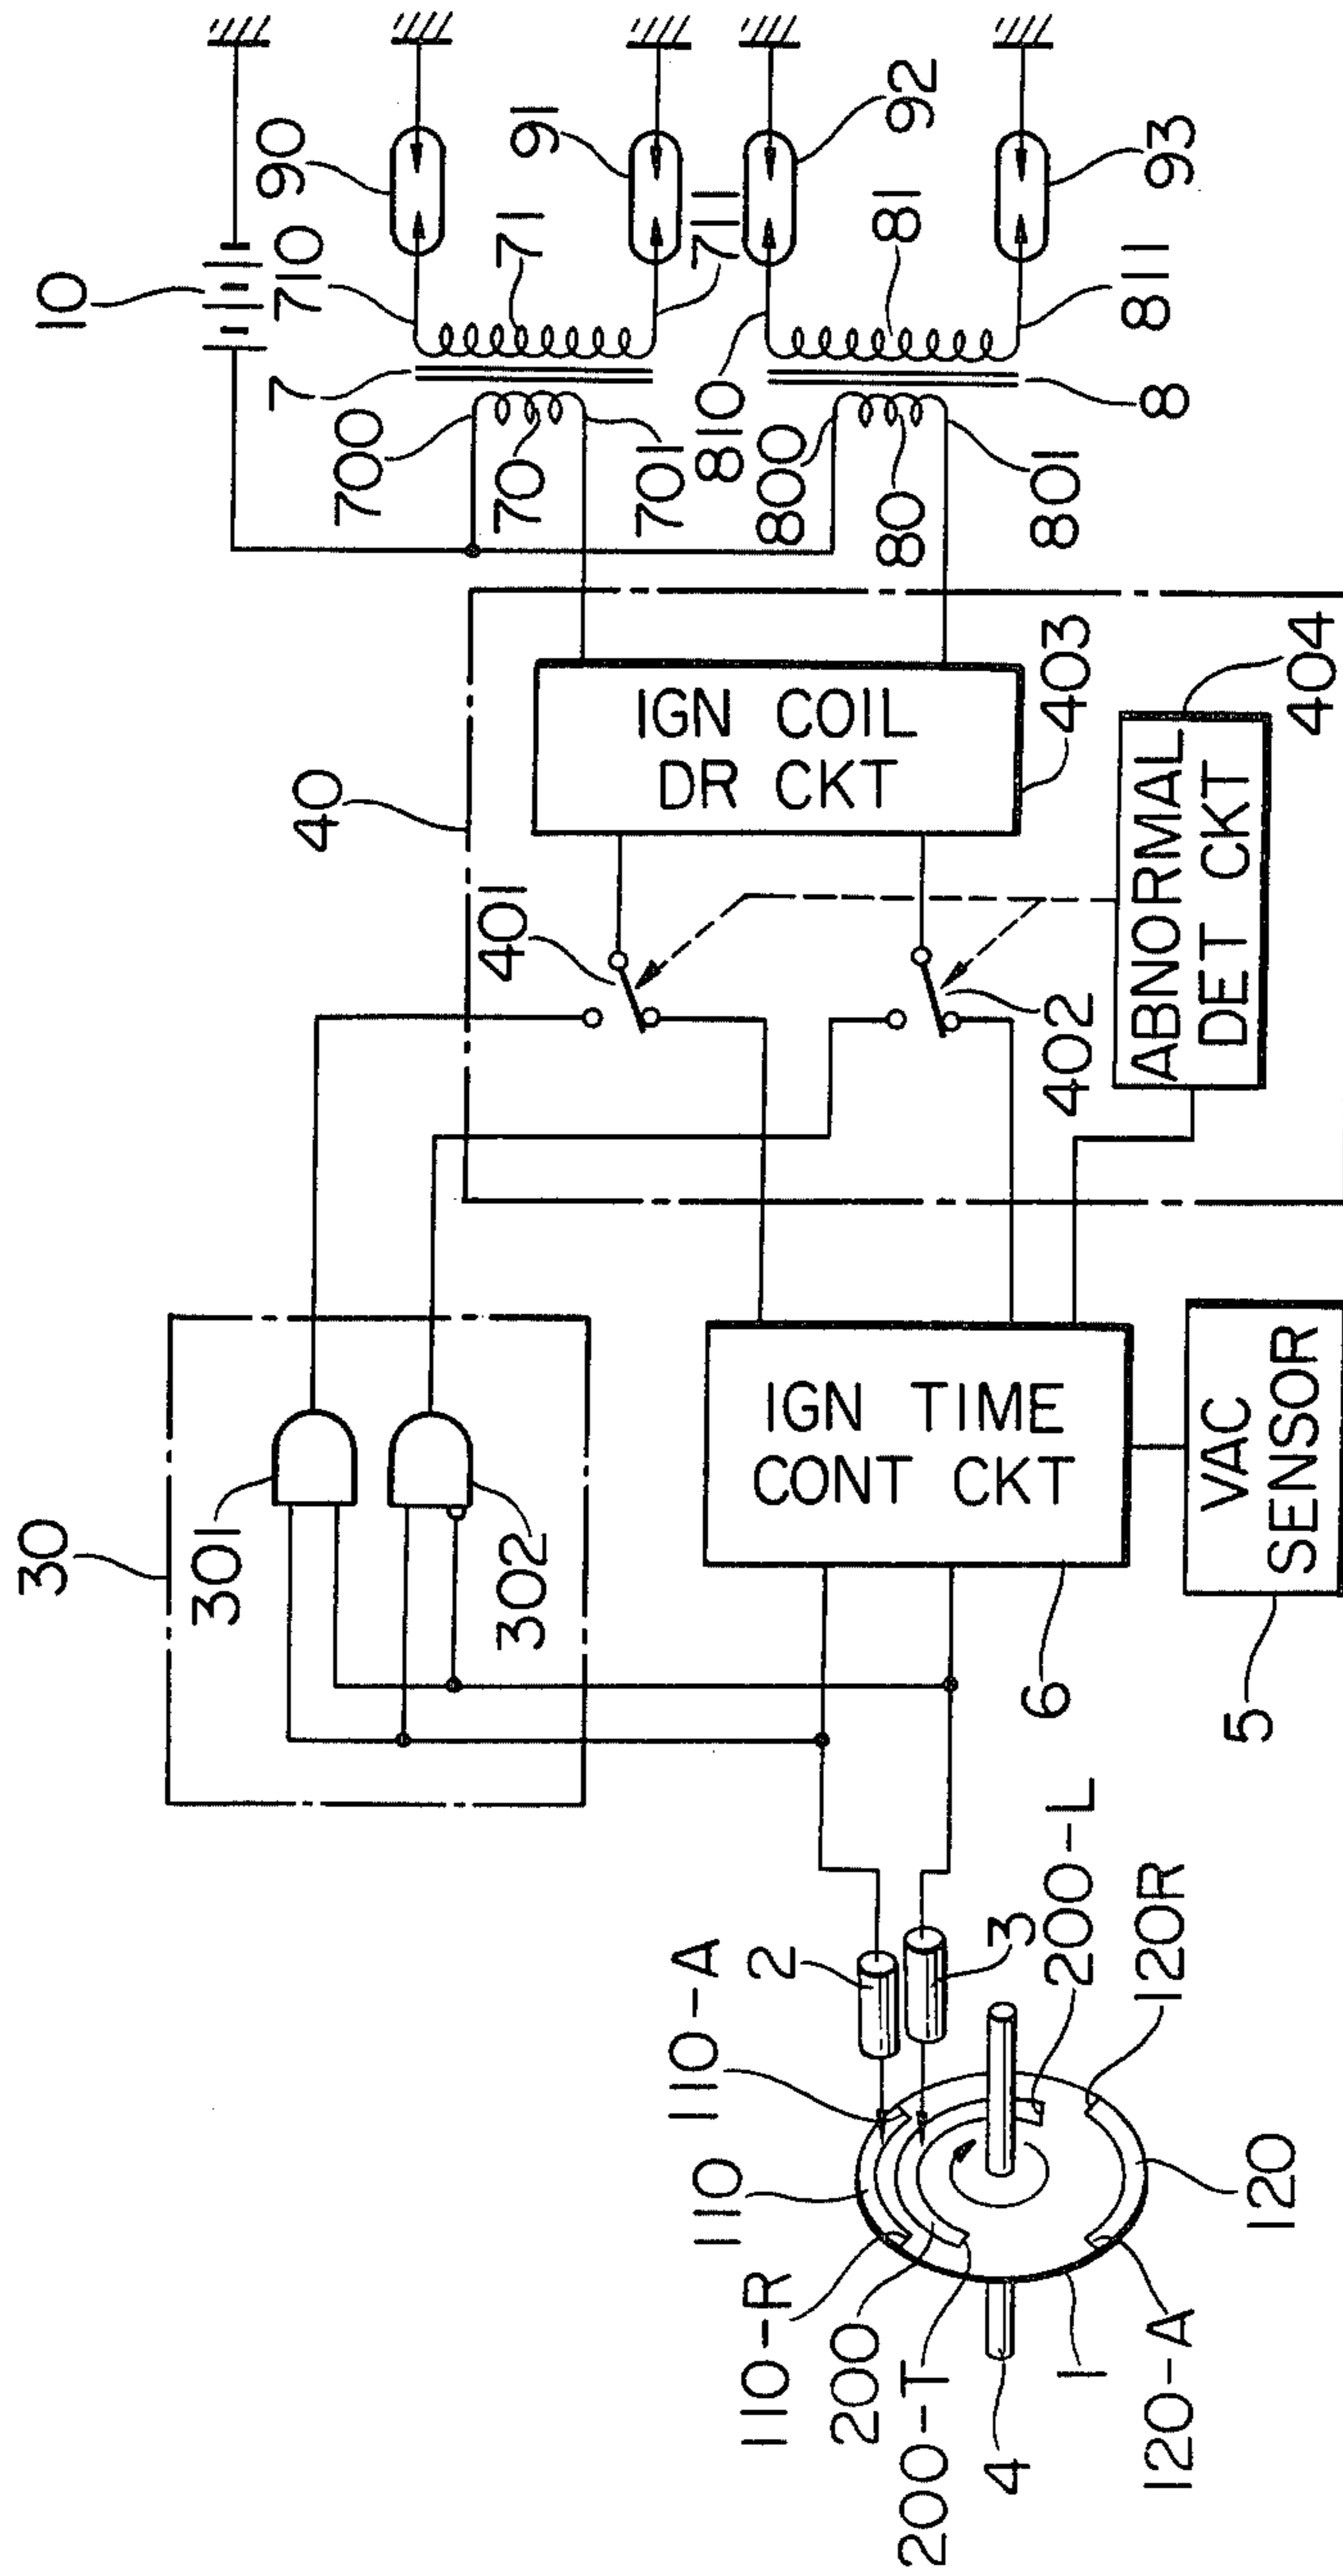 10
90
710
7
71
91
700
70
701
711
810
92
81
800
80
801
811
93
8
40
401
IGN COIL
DR CKT
403
402
ABNORMAL
DET CKT
404
30
301
302
IGN TIME
CONT CKT
6
VAC
SENSOR
5
110-A
2
3
200-L
120R
110
110-R
200
200-T
4
1
120-A
120